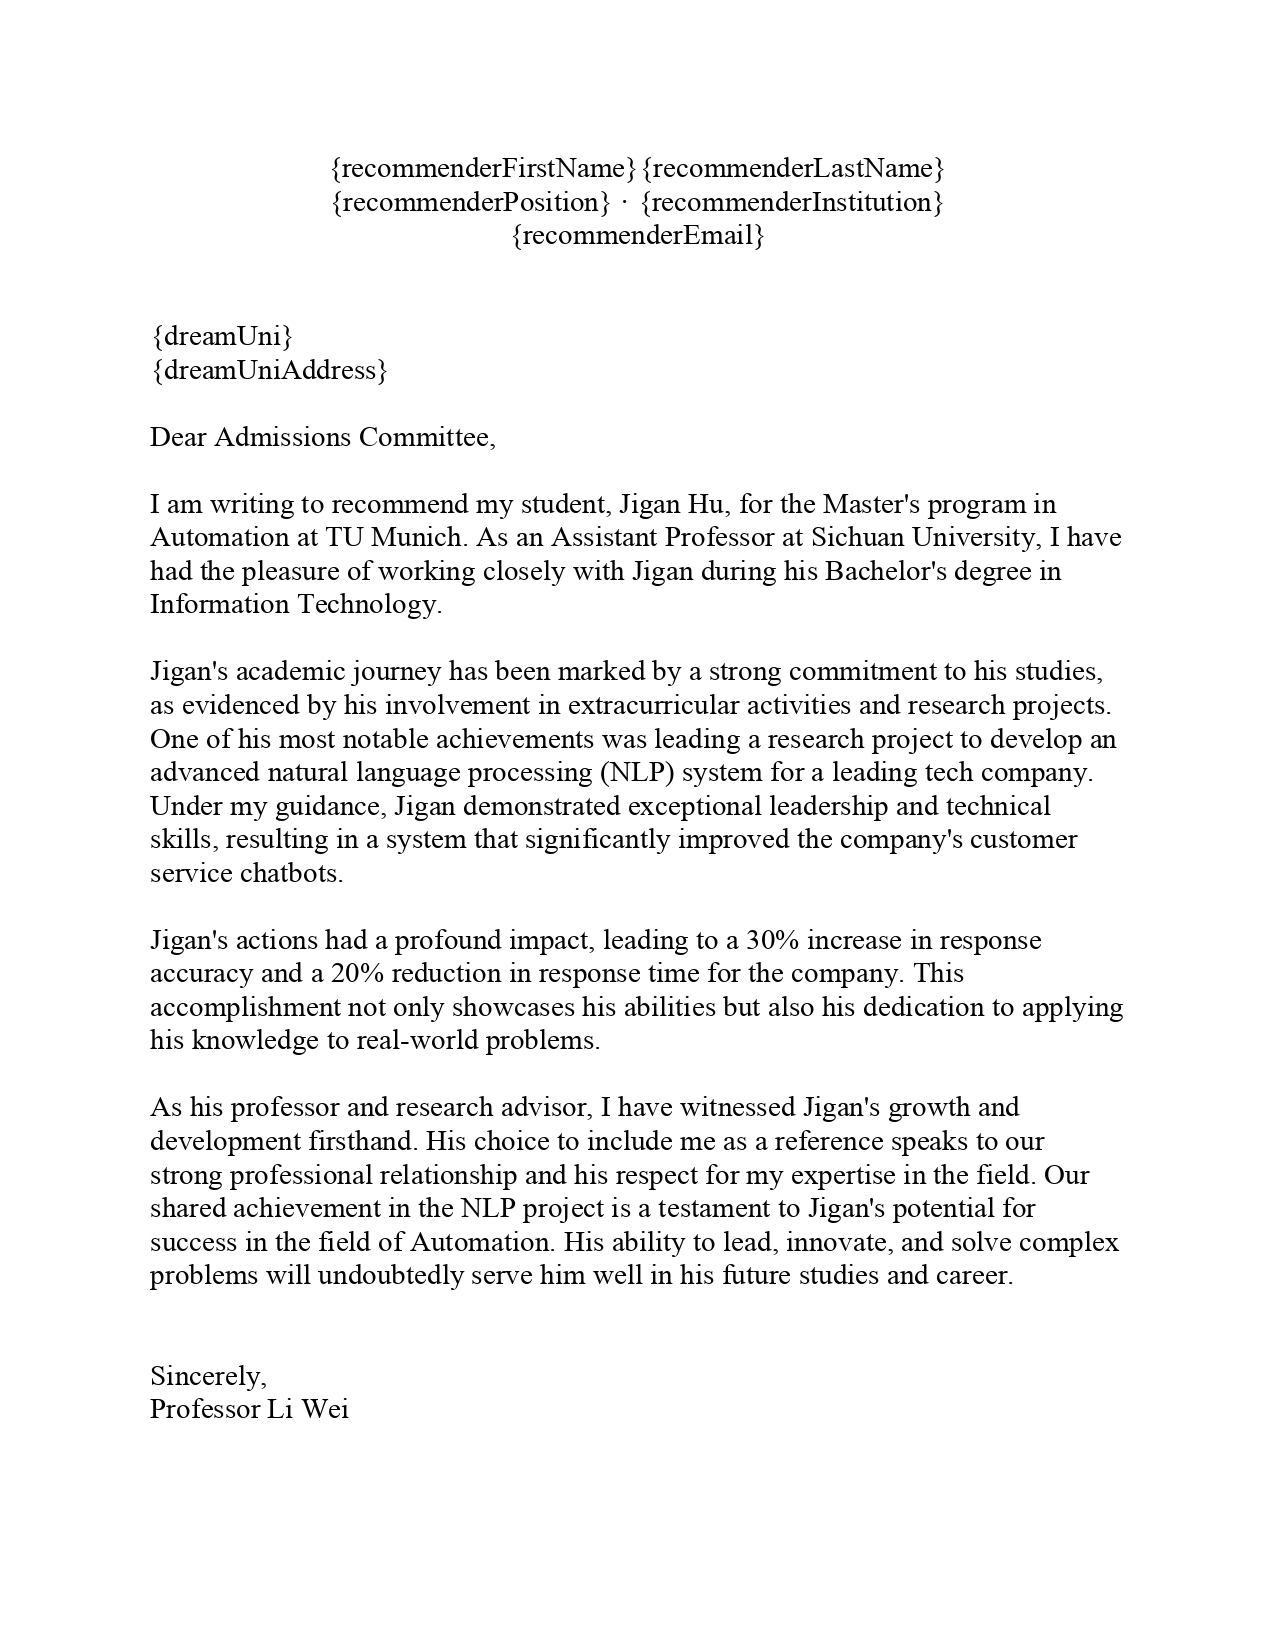 {recommenderFirstName} {recommenderLastName}
{recommenderPosition} · {recommenderInstitution}
{recommenderEmail}
{dreamUni}
{dreamUniAddress}
Dear Admissions Committee,
I am writing to recommend my student, Jigan Hu, for the Master's program in
Automation at TU Munich. As an Assistant Professor at Sichuan University, I have
had the pleasure of working closely with Jigan during his Bachelor's degree in
Information Technology.
Jigan's academic journey has been marked by a strong commitment to his studies,
as evidenced by his involvement in extracurricular activities and research projects.
One of his most notable achievements was leading a research project to develop an
advanced natural language processing (NLP) system for a leading tech company.
Under my guidance, Jigan demonstrated exceptional leadership and technical
skills, resulting in a system that significantly improved the company's customer
service chatbots.
Jigan's actions had a profound impact, leading to a 30% increase in response
accuracy and a 20% reduction in response time for the company. This
accomplishment not only showcases his abilities but also his dedication to applying
his knowledge to real-world problems.
As his professor and research advisor, I have witnessed Jigan's growth and
development firsthand. His choice to include me as a reference speaks to our
strong professional relationship and his respect for my expertise in the field. Our
shared achievement in the NLP project is a testament to Jigan's potential for
success in the field of Automation. His ability to lead, innovate, and solve complex
problems will undoubtedly serve him well in his future studies and career.
Sincerely,
Professor Li Wei